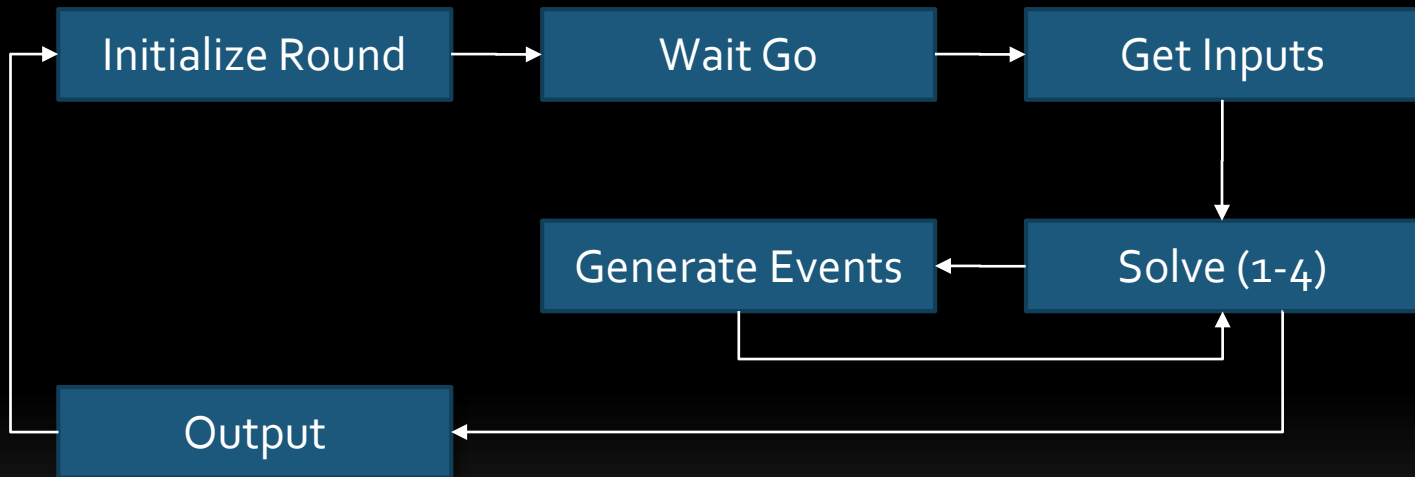 Initialize Round
Wait Go
Get Inputs
Generate Events
Solve (1-4)
Output